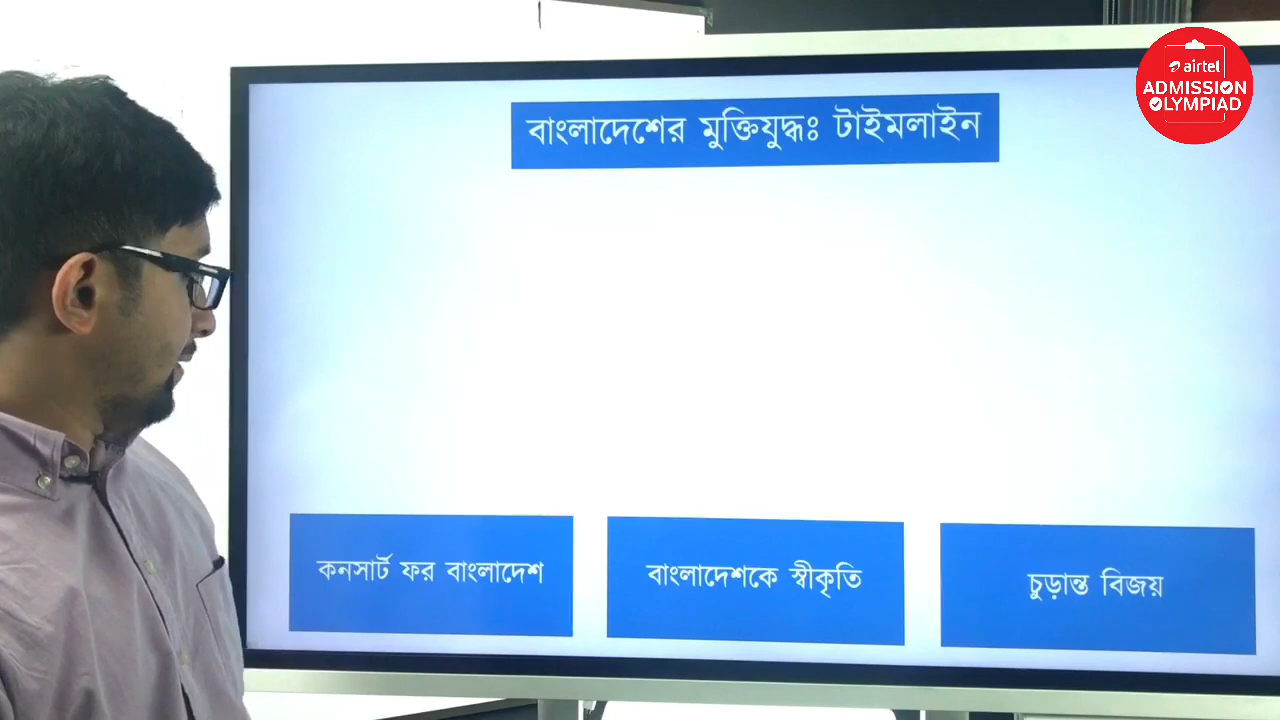 airtel
ADMISSION
OLYMPIAD
বাংলাদেশের মুক্তিযুদ্ধঃ টাইমলাইন
কনসার্ট ফর বাংলাদেশ
বাংলাদেশকে স্বীকৃতি
চুড়ান্ত বিজয়